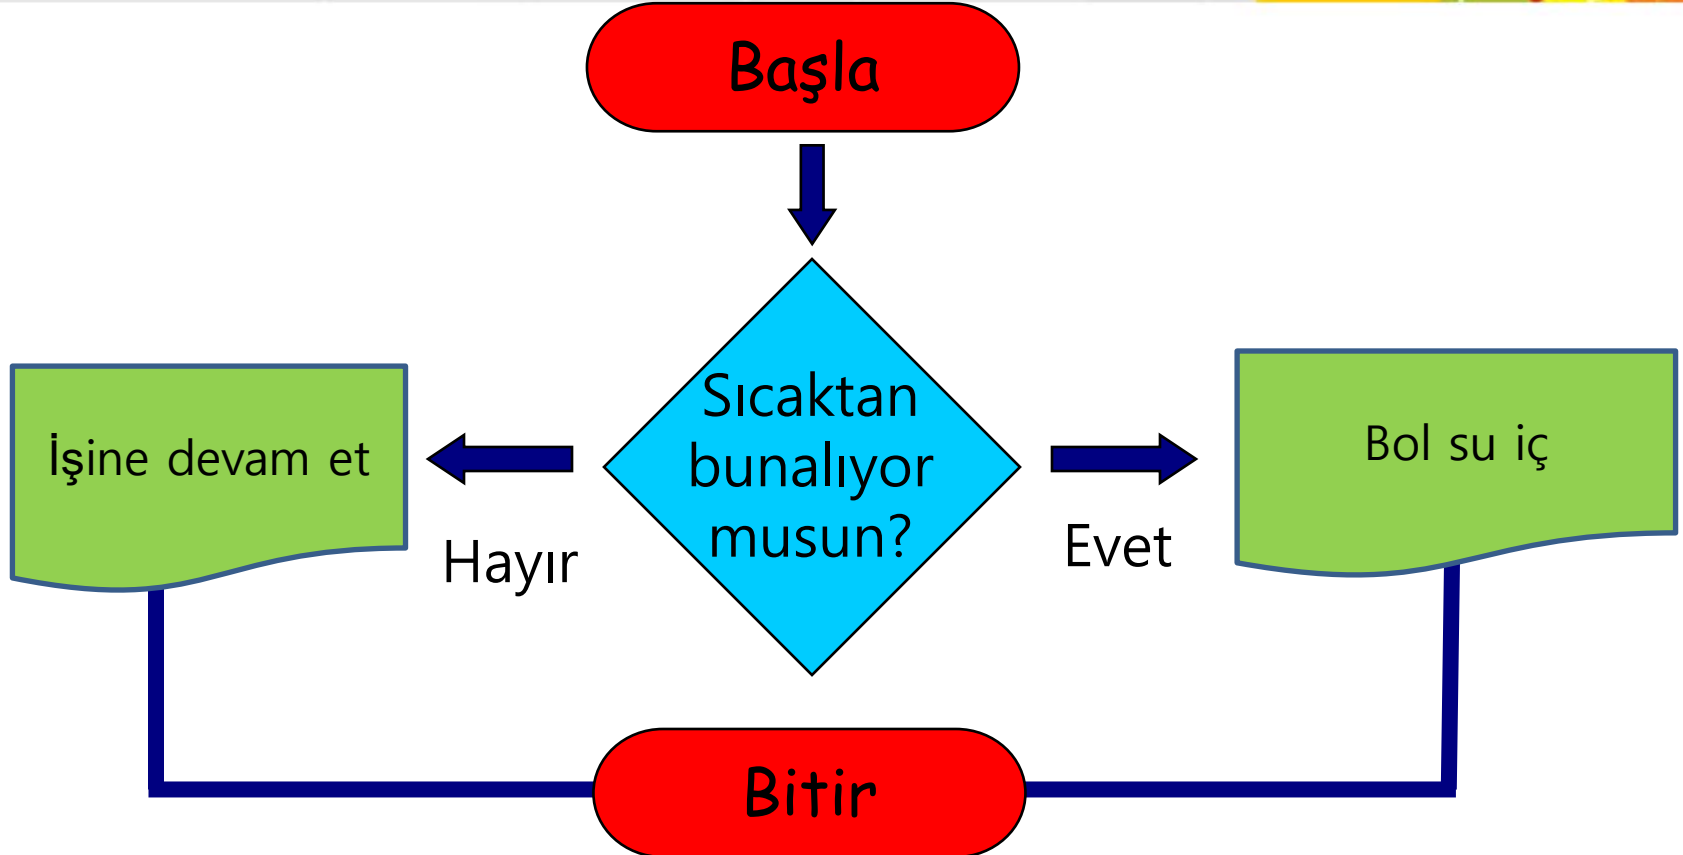 Başla
Sıcaktan
bunalıyor
musun?
İşine devam et
Hayır
Evet
Bol su iç
Bitir